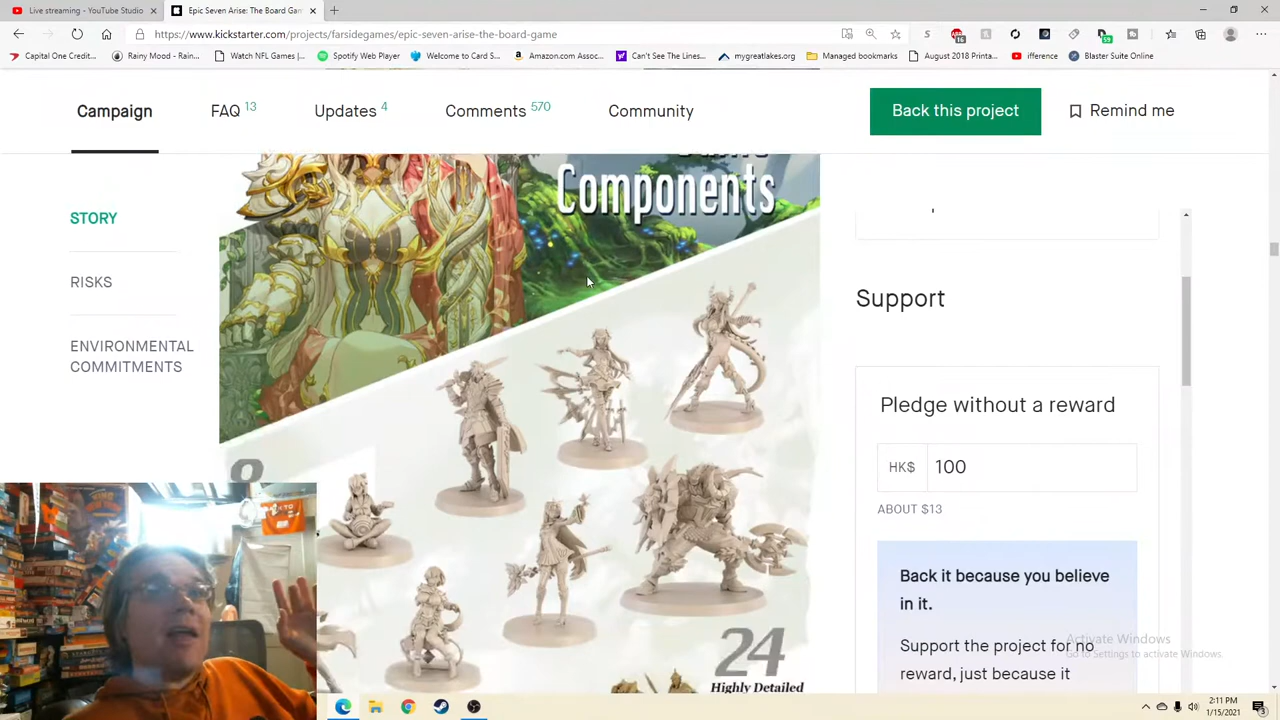 Live streaming - YouTube Studio
Epic Seven Arise: The Board Gam
https://www.kickstarter.com/projects/farsidegames/epic-seven-arise-the-board-game
Capital One Credit...
Rainy Mood - Rain...
Watch NFL Games |...
Spotify Web Player
Welcome to Card S...
Amazon.com Assoc...
Can't See The Lines...
mygreatlakes.org
Managed bookmarks
August 2018 Printa...
ifference
Blaster Suite Online
Campaign
FAQ 13
Updates 4
Comments 570
Community
Back this project
Remind me
STORY
RISKS
ENVIRONMENTAL
COMMITMENTS
Components
24
Highly Detailed
Support
Pledge without a reward
HK$ 100
ABOUT $13
Back it because you believe
in it.
Support the project for no
reward, just because it
Activate Windows
Go to Settings to activate Windows.
2:11 PM
1/15/2021